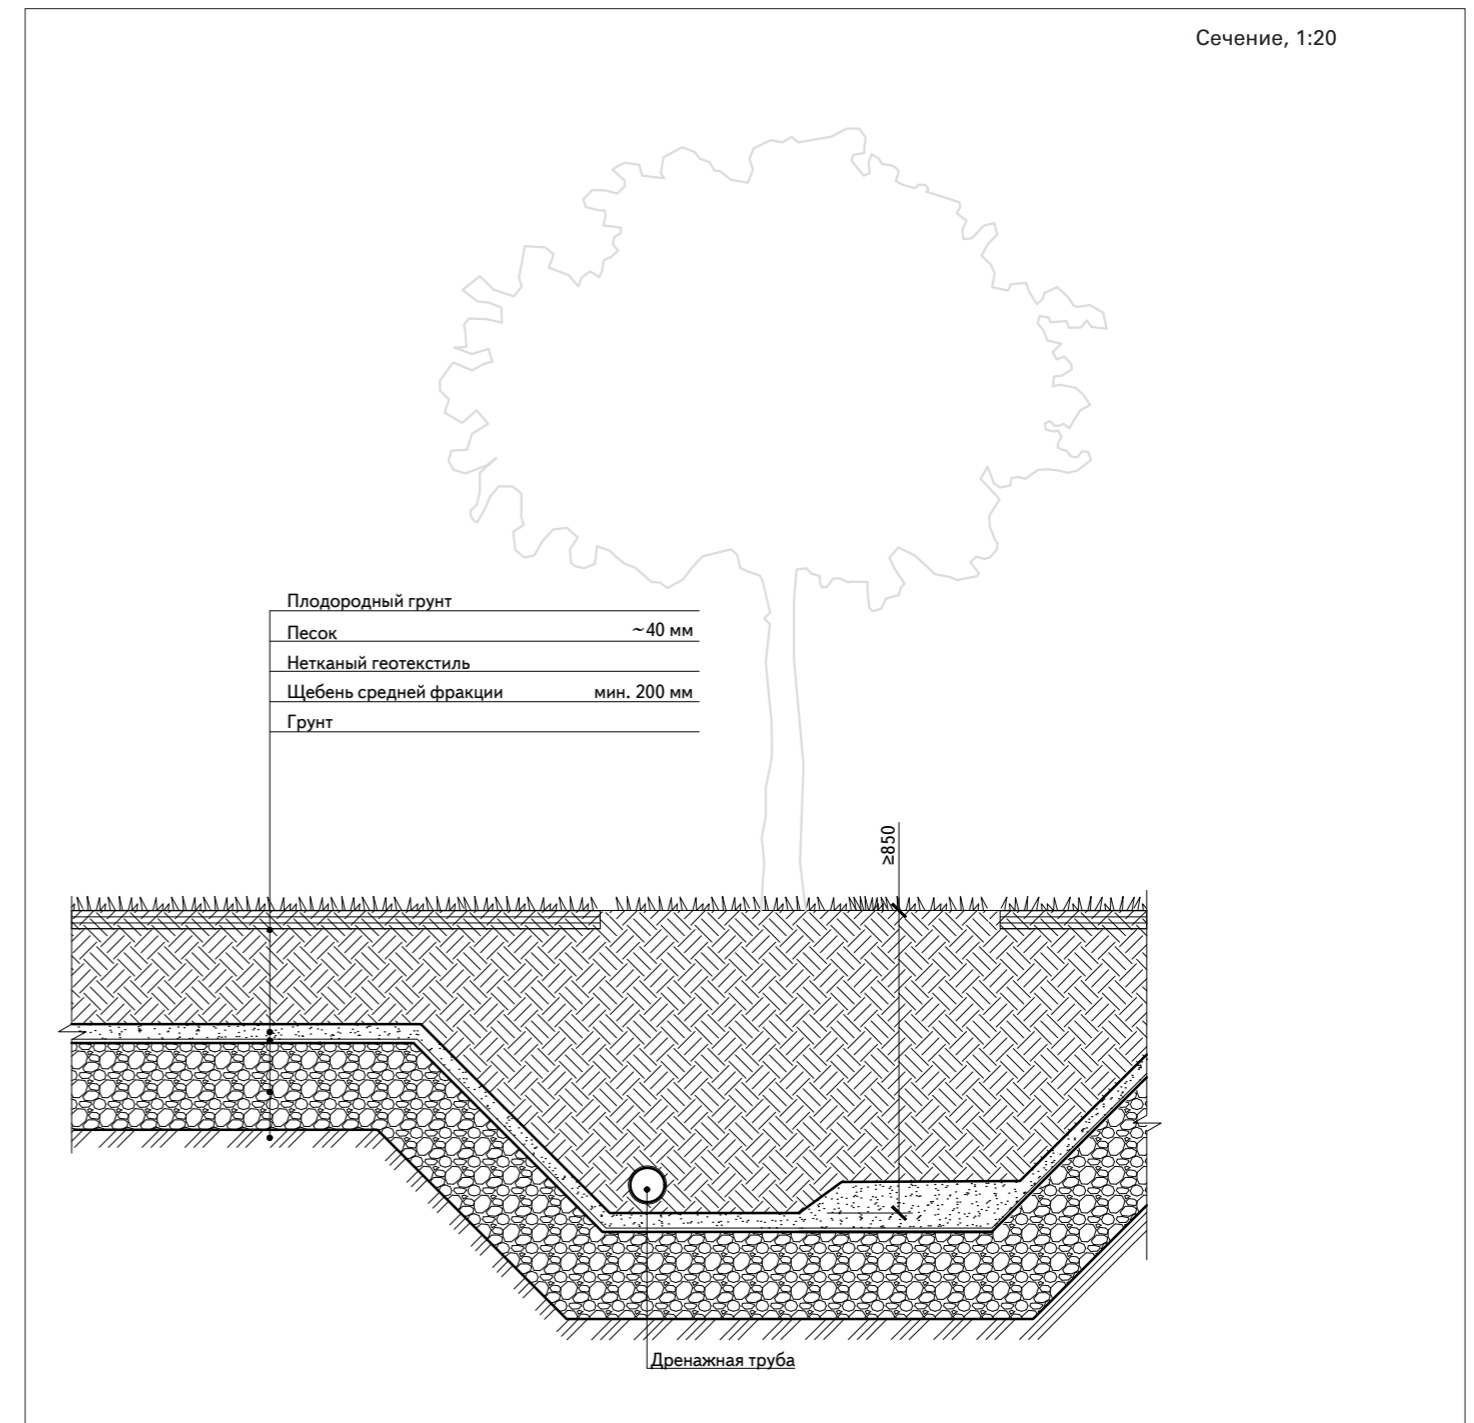 Сечение, 1:20
Плодородный грунт
Песок ~40 мм
Нетканый геотекстиль
Щебень средней фракции мин. 200 мм
Грунт
≥850
Дренажная труба